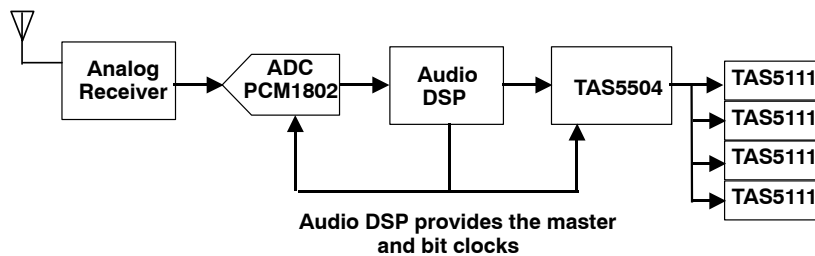 Analog
Receiver
ADC
PCM1802
Audio
DSP
TAS5504
TAS5111
TAS5111
TAS5111
TAS5111
Audio DSP provides the master
and bit clocks